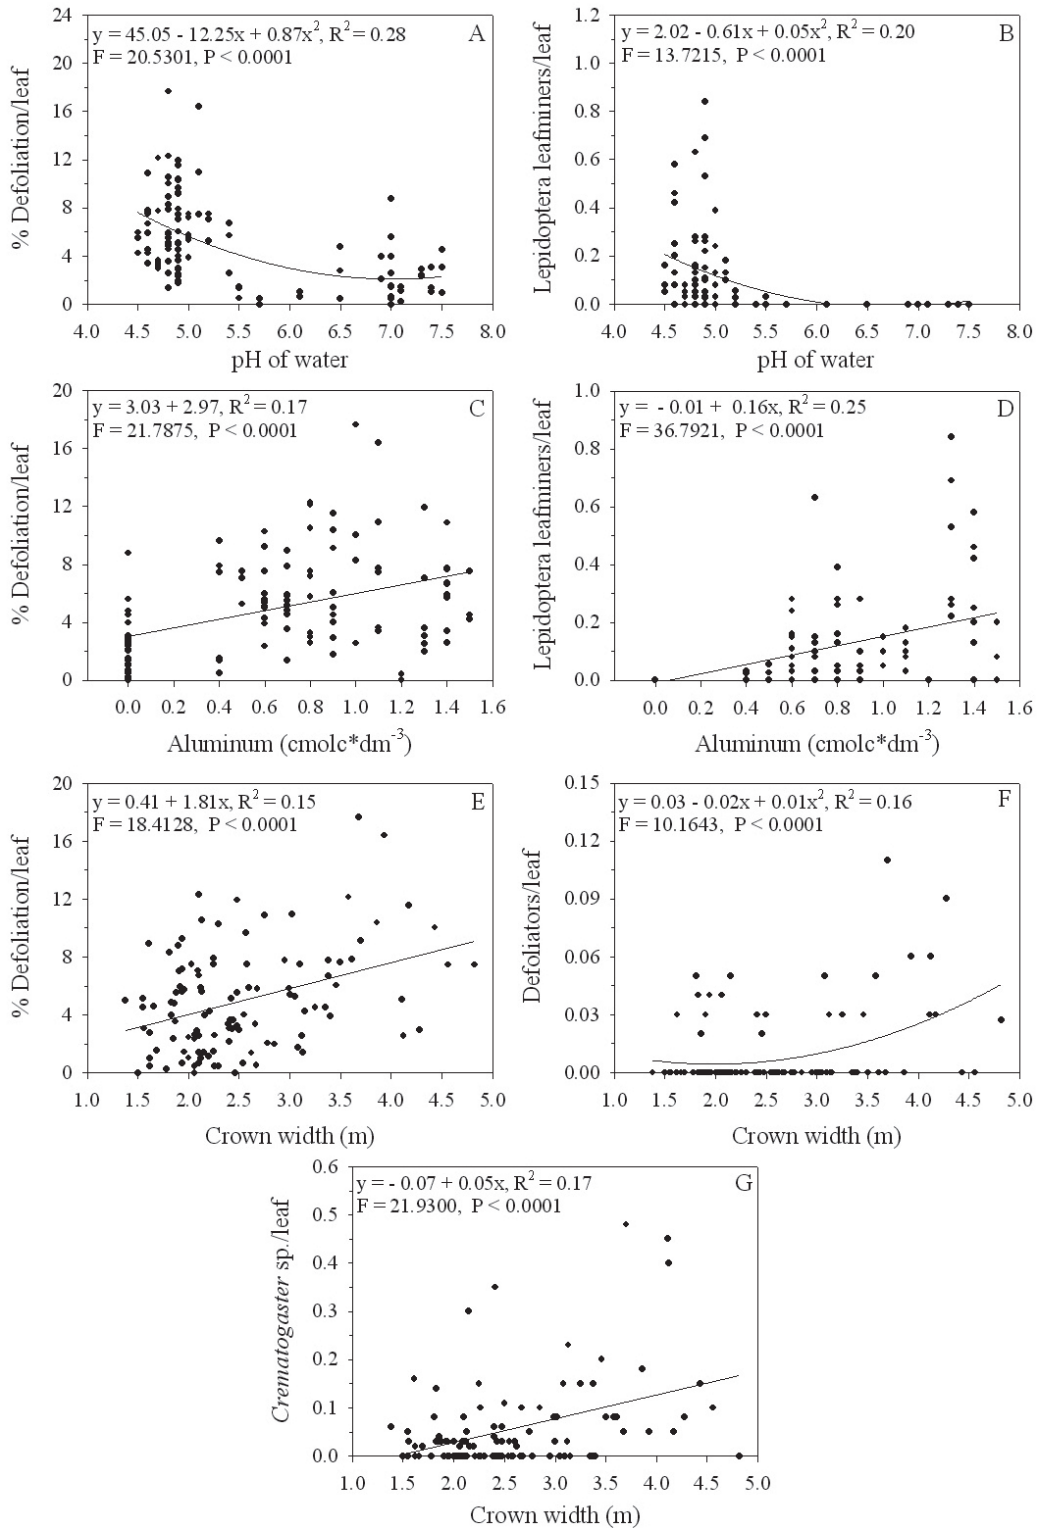 y = 45.05 - 12.25x + 0.87x², R² = 0.28
F = 20.5301, P < 0.0001
A
% Defoliation/leaf
24
20
16
12
8
4
0
4.0 4.5 5.0 5.5 6.0 6.5 7.0 7.5 8.0
pH of water
y = 2.02 - 0.61x + 0.05x², R² = 0.20
F = 13.7215, P < 0.0001
B
Lepidoptera leafminers/leaf
1.2
1.0
0.8
0.6
0.4
0.2
0.0
4.0 4.5 5.0 5.5 6.0 6.5 7.0 7.5 8.0
pH of water
y = 3.03 + 2.97, R² = 0.17
F = 21.7875, P < 0.0001
C
% Defoliation/leaf
20
16
12
8
4
0
0.0 0.2 0.4 0.6 0.8 1.0 1.2 1.4 1.6
Aluminum (cmolc*dm⁻³)
y = - 0.01 + 0.16x, R² = 0.25
F = 36.7921, P < 0.0001
D
Lepidoptera leafminers/leaf
1.0
0.8
0.6
0.4
0.2
0.0
0.0 0.2 0.4 0.6 0.8 1.0 1.2 1.4 1.6
Aluminum (cmolc*dm⁻³)
y = 0.41 + 1.81x, R² = 0.15
F = 18.4128, P < 0.0001
E
% Defoliation/leaf
20
16
12
8
4
0
1.0 1.5 2.0 2.5 3.0 3.5 4.0 4.5 5.0
Crown width (m)
y = 0.03 - 0.02x + 0.01x², R² = 0.16
F = 10.1643, P < 0.0001
F
Defoliators/leaf
0.15
0.12
0.09
0.06
0.03
0.00
1.0 1.5 2.0 2.5 3.0 3.5 4.0 4.5 5.0
Crown width (m)
y = - 0.07 + 0.05x, R² = 0.17
F = 21.9300, P < 0.0001
G
Crematogaster sp./leaf
0.6
0.5
0.4
0.3
0.2
0.1
0.0
1.0 1.5 2.0 2.5 3.0 3.5 4.0 4.5 5.0
Crown width (m)